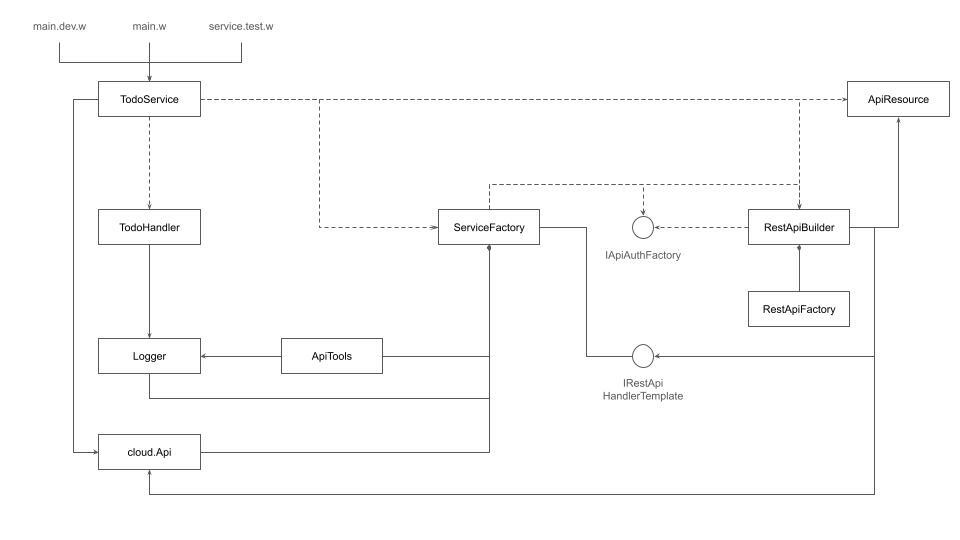 main.dev.w
main.w
service.test.w
TodoService
ApiResource
TodoHandler
ServiceFactory
RestApiBuilder
IApiAuthFactory
RestApiFactory
Logger
ApiTools
IRestApi
HandlerTemplate
cloud.Api